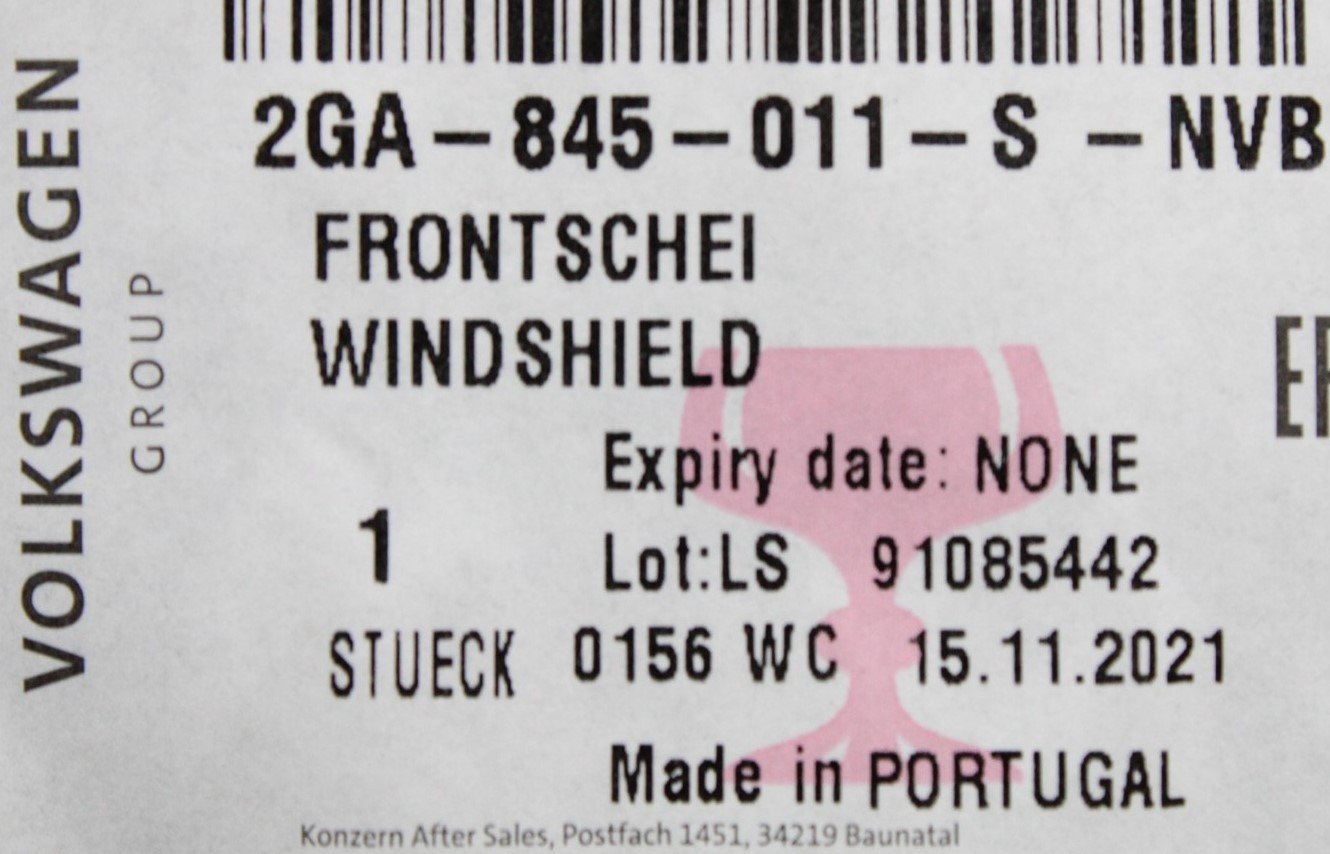 VOLKSWAGEN
GROUP
2GA-845-011-S -NVB
FRONTSCHEI
WINDSHIELD
Expiry date: NONE
1
Lot:LS 91085442
STUECK 0156 WC 15.11.2021
Made in PORTUGAL
Konzern After Sales, Postfach 1451, 34219 Baunatal